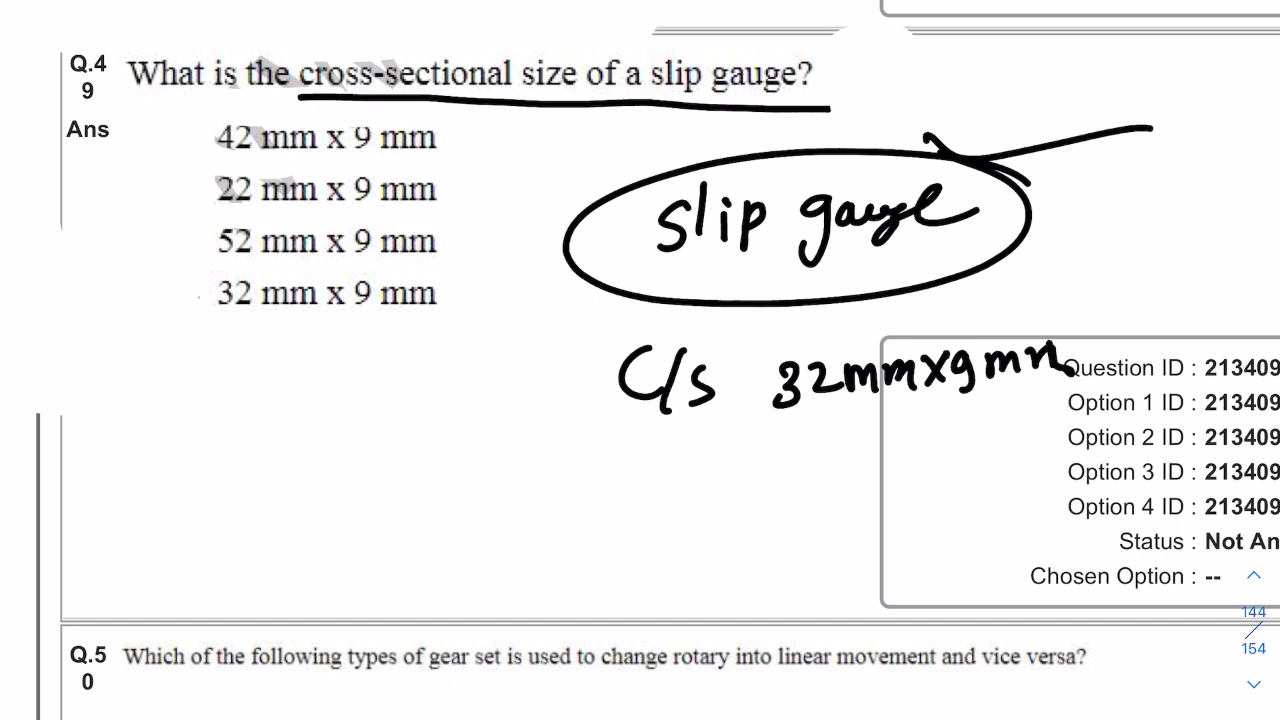 Q.4
9
What is the cross-sectional size of a slip gauge?
Ans
42 mm x 9 mm
22 mm x 9 mm
52 mm x 9 mm
32 mm x 9 mm
slip gauge
C/s 32mmx9mm
Question ID : 213409
Option 1 ID : 213409
Option 2 ID : 213409
Option 3 ID : 213409
Option 4 ID : 213409
Status : Not An
Chosen Option : --
144
154
Q.5
0
Which of the following types of gear set is used to change rotary into linear movement and vice versa?